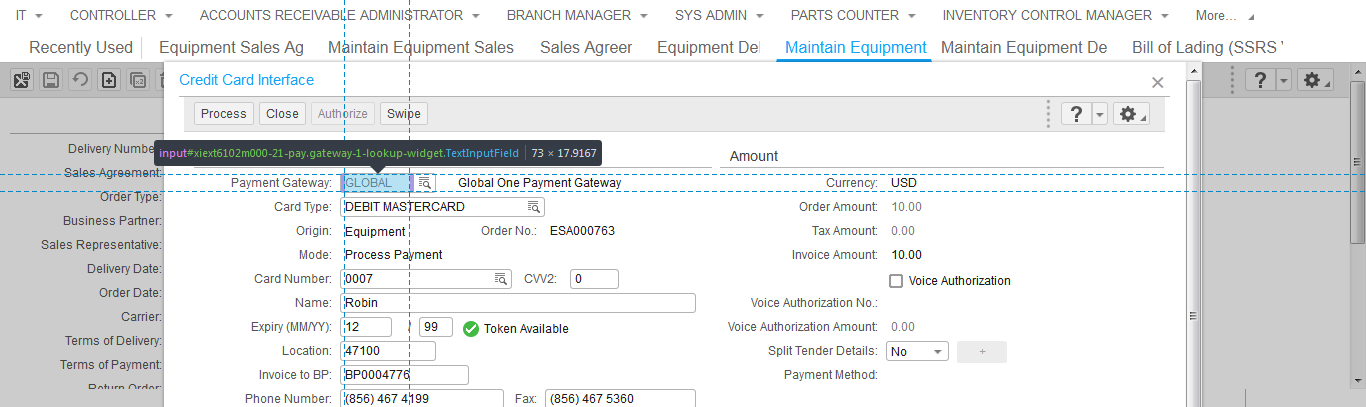 IT CONTROLLER ACCOUNTS RECEIVABLE ADMINISTRATOR BRANCH MANAGER SYS ADMIN PARTS COUNTER INVENTORY CONTROL MANAGER More...
Recently Used Equipment Sales Ag Maintain Equipment Sales Sales Agreer Equipment Del Maintain Equipment Maintain Equipment De Bill of Lading (SSRS V
Credit Card Interface
Process Close Authorize Swipe ?
?
Delivery Number:
input#xiext6102m000-21-pay.gateway-1-lookup-widget.TextInputField 73 × 17.9167
Amount
Sales Agreement: Payment Gateway: GLOBAL Global One Payment Gateway Currency: USD
Order Type: Card Type: DEBIT MASTERCARD Order Amount: 10.00
Business Partner: Origin: Equipment Order No.: ESA000763 Tax Amount: 0.00
Sales Representative: Mode: Process Payment Invoice Amount: 10.00
Delivery Date: Card Number: 0007 CVV2: 0 Voice Authorization
Order Date: Name: Robin Voice Authorization No.:
Carrier: Expiry (MM/YY): 12 / 99 Token Available Voice Authorization Amount: 0.00
Terms of Delivery: Location: 47100 Split Tender Details: No +
Terms of Payment: Invoice to BP: BP0004776 Payment Method:
Return Order: Phone Number: (856) 467 4199 Fax: (856) 467 5360